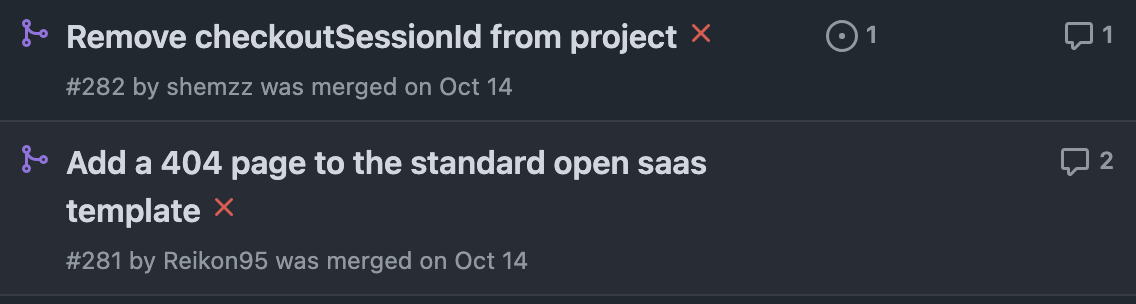 Remove checkoutSessionId from project 1 1
#282 by shemzz was merged on Oct 14
Add a 404 page to the standard open saas 2
template
#281 by Reikon95 was merged on Oct 14